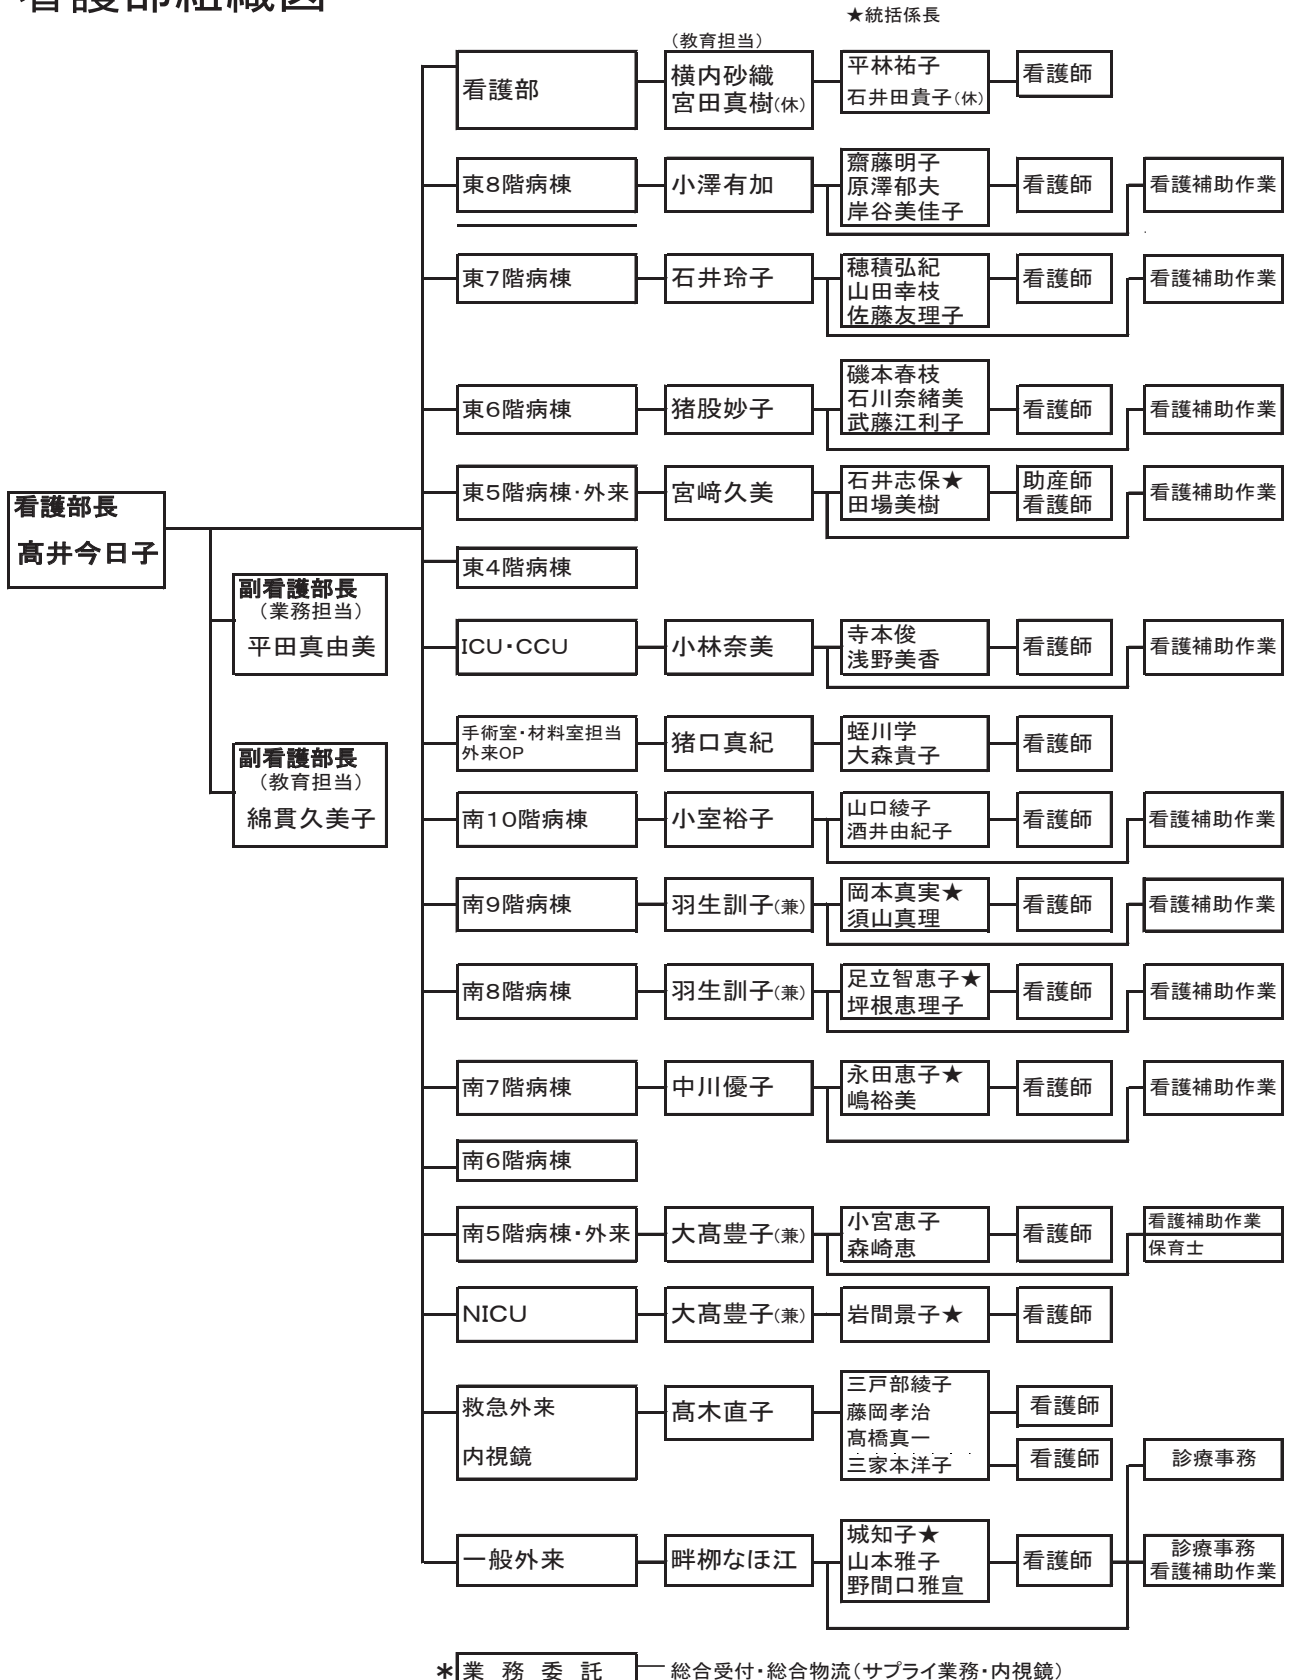 看護部組織図
★統括係長
(教育担当)
看護部
横内砂織
宮田真樹(休)
平林祐子
石井田貴子(休)
看護師
東8階病棟
小澤有加
齋藤明子
原澤郁夫
岸谷美佳子
看護師
看護補助作業
東7階病棟
石井玲子
穂積弘紀
山田幸枝
佐藤友理子
看護師
看護補助作業
東6階病棟
猪股妙子
磯本春枝
石川奈緒美
武藤江利子
看護師
看護補助作業
東5階病棟・外来
宮﨑久美
石井志保★
田場美樹
助産師
看護師
看護補助作業
看護部長
髙井今日子
東4階病棟
副看護部長
(業務担当)
平田真由美
ICU・CCU
小林奈美
寺本俊
浅野美香
看護師
看護補助作業
手術室・材料室担当
外来OP
猪口真紀
蛭川学
大森貴子
看護師
副看護部長
(教育担当)
綿貫久美子
南10階病棟
小室裕子
山口綾子
酒井由紀子
看護師
看護補助作業
南9階病棟
羽生訓子(兼)
岡本真実★
須山真理
看護師
看護補助作業
南8階病棟
羽生訓子(兼)
足立智恵子★
坪根恵理子
看護師
看護補助作業
南7階病棟
中川優子
永田恵子★
嶋裕美
看護師
看護補助作業
南6階病棟
南5階病棟・外来
大髙豊子(兼)
小宮恵子
森崎恵
看護師
看護補助作業
保育士
NICU
大髙豊子(兼)
岩間景子★
看護師
救急外来
内視鏡
髙木直子
三戸部綾子
藤岡孝治
髙橋真一
三家本洋子
看護師
看護師
診療事務
一般外来
畔栁なほ江
城知子★
山本雅子
野間口雅宣
看護師
診療事務
看護補助作業
*業務委託
総合受付・総合物流(サプライ業務・内視鏡)